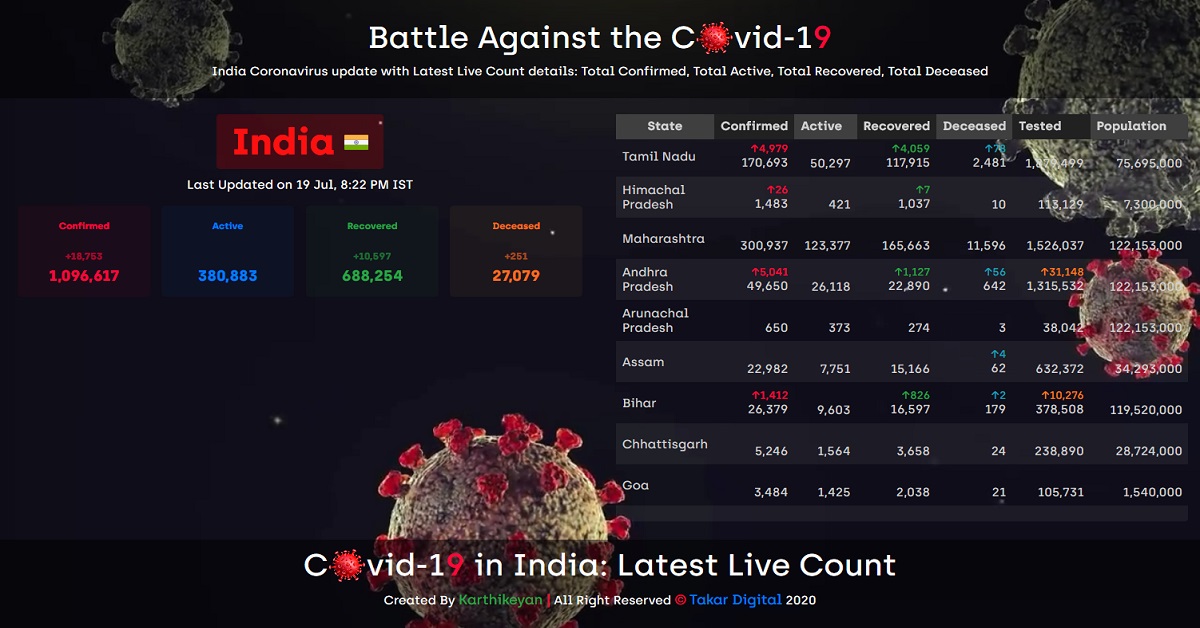 Battle Against the Covid-19
India Coronavirus update with Latest Live Count details: Total Confirmed, Total Active, Total Recovered, Total Deceased
India
Last Updated on 19 Jul, 8:22 PM IST
Confirmed Active Recovered Deceased
+18,753 +10,597 +251
1,096,617 380,883 688,254 27,079
State Confirmed Active Recovered Deceased Tested Population
↑4,979 ↑4,059 ↑78
Tamil Nadu 170,693 50,297 117,915 2,481 75,695,000
↑26 ↑7
Himachal
Pradesh 1,483 421 1,037 10 113,129 7,300,000
Maharashtra 300,937 123,377 165,663 11,596 1,526,037 122,153,000
↑5,041 ↑1,127 ↑56 ↑31,148
Andhra
Pradesh 49,650 26,118 22,890 642 1,315,532 122,153,000
Arunachal
Pradesh 650 373 274 3 38,042 122,153,000
↑4
Assam 22,982 7,751 15,166 62 632,372 34,293,000
↑1,412 ↑826 ↑2 ↑10,276
Bihar 26,379 9,603 16,597 179 378,508 119,520,000
Chhattisgarh 5,246 1,564 3,658 24 238,890 28,724,000
Goa 3,484 1,425 2,038 21 105,731 1,540,000
Covid-19 in India: Latest Live Count
Created By Karthikeyan | All Right Reserved © Takar Digital 2020